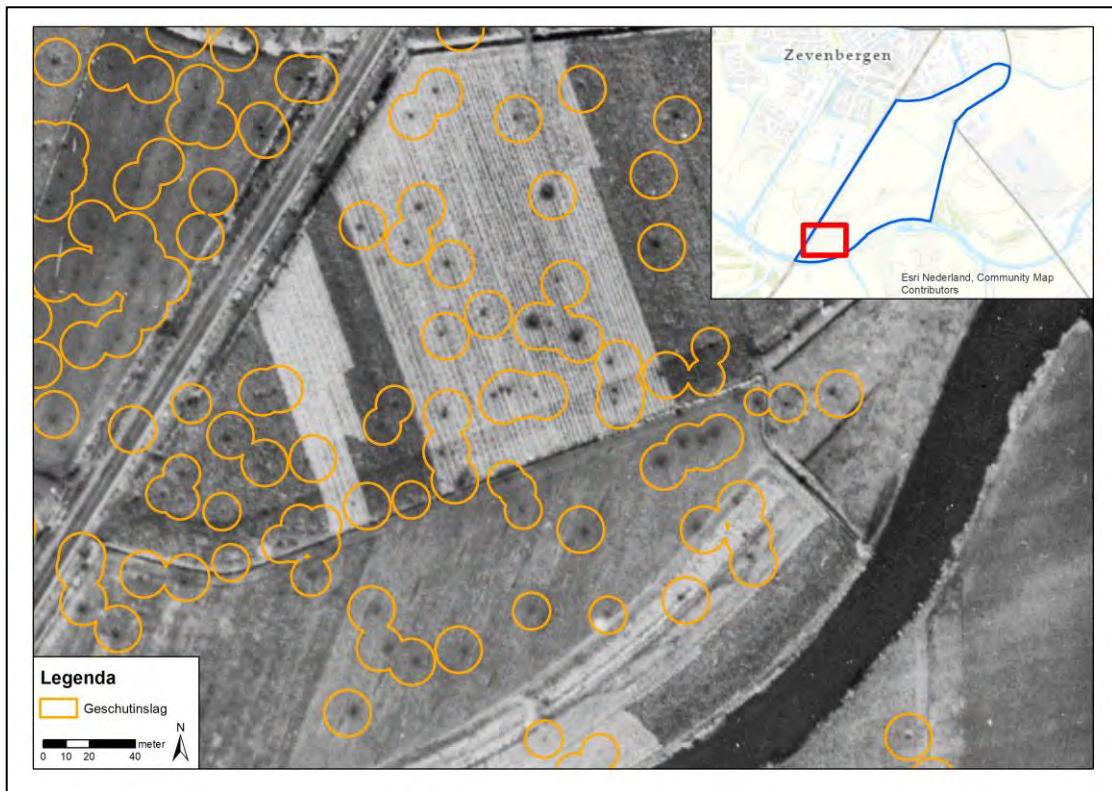 Zevenbergen
Esri Nederland, Community Map
Contributors
Legenda
Geschutinslag
N
meter
0 10 20 40